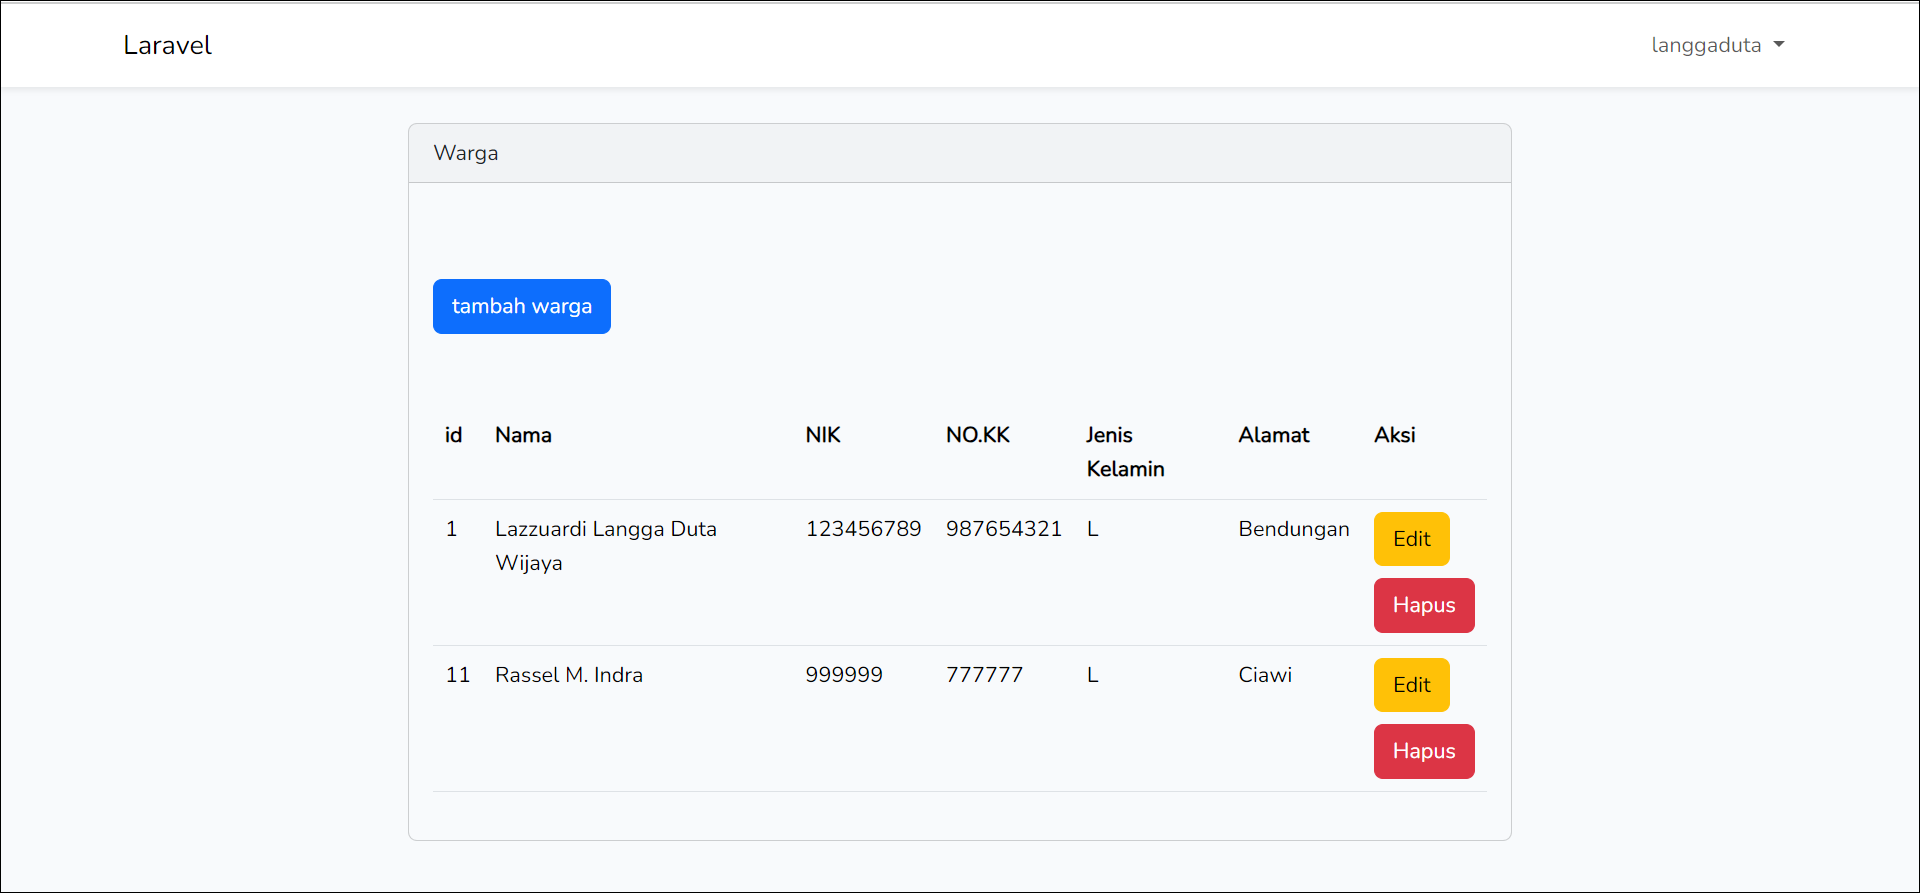 Laravel
langgaduta
Warga
tambah warga
id Nama NIK NO.KK Jenis Kelamin Alamat Aksi
1 Lazzuardi Langga Duta Wijaya 123456789 987654321 L Bendungan Edit
Hapus
11 Rassel M. Indra 999999 777777 L Ciawi Edit
Hapus